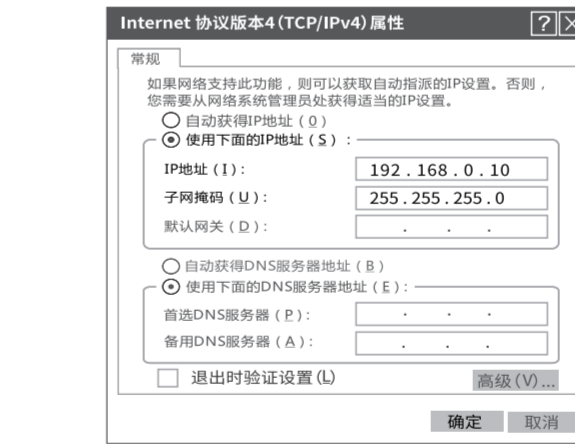 Internet 协议版本4(TCP/IPv4)属性 ? X
常规
如果网络支持此功能，则可以获取自动指派的IP设置。否则，
您需要从网络系统管理员处获得适当的IP设置。
自动获得IP地址(O)
使用下面的IP地址(S):
IP地址(I): 192.168.0.10
子网掩码(U): 255.255.255.0
默认网关(D): . . .
自动获得DNS服务器地址(B)
使用下面的DNS服务器地址(E):
首选DNS服务器(P): . . .
备用DNS服务器(A): . . .
退出时验证设置(L)
高级(V)...
确定 取消